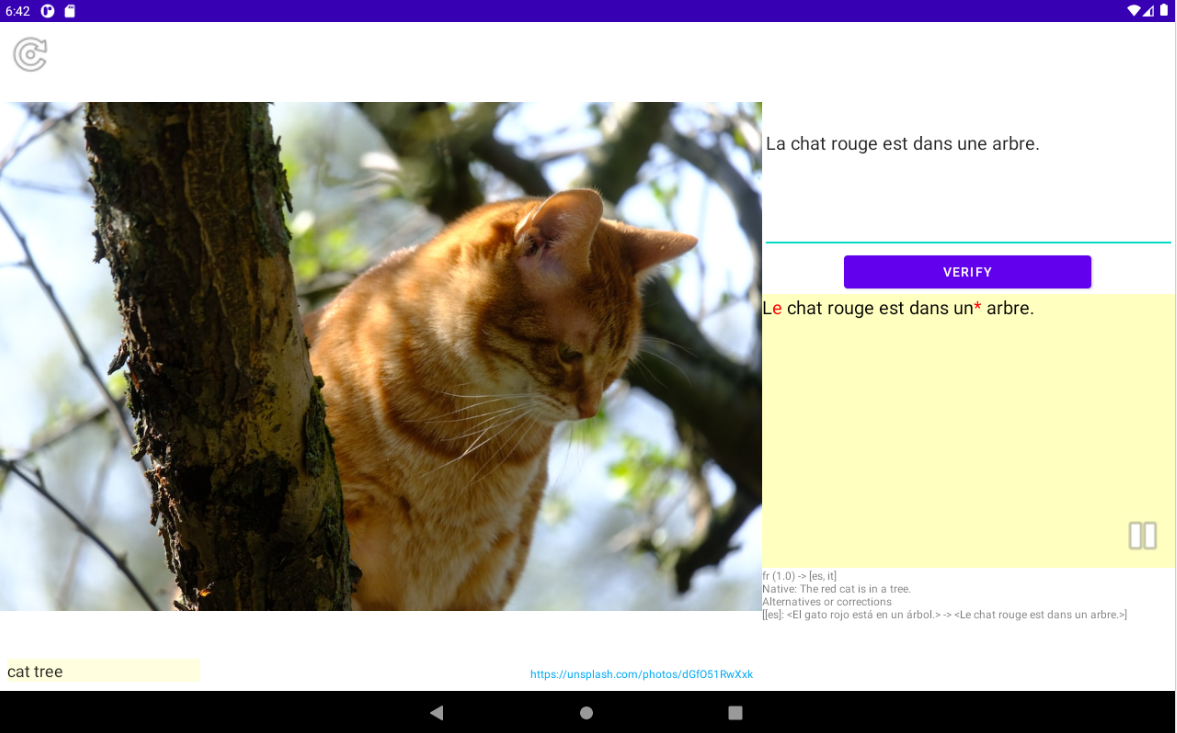 6:42
La chat rouge est dans une arbre.
VERIFY
Le chat rouge est dans un* arbre.
fr (1.0) -> [es, it]
Native: The red cat is in a tree.
Alternatives or corrections
[[es]: <El gato rojo está en un árbol.> -> <Le chat rouge est dans un arbre.>]
cat tree
https://unsplash.com/photos/dGfO51RwXxk